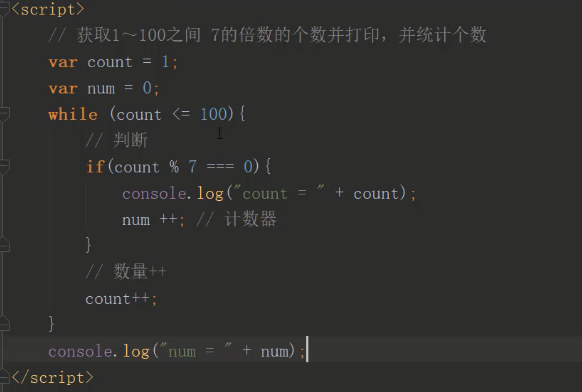 <script>
// 获取1～100之间 7的倍数的个数并打印，并统计个数
var count = 1;
var num = 0;
while (count <= 100){
// 判断
if(count % 7 === 0){
console.log("count = " + count);
num ++; // 计数器
}
// 数量++
count++;
}
console.log("num = " + num);
</script>